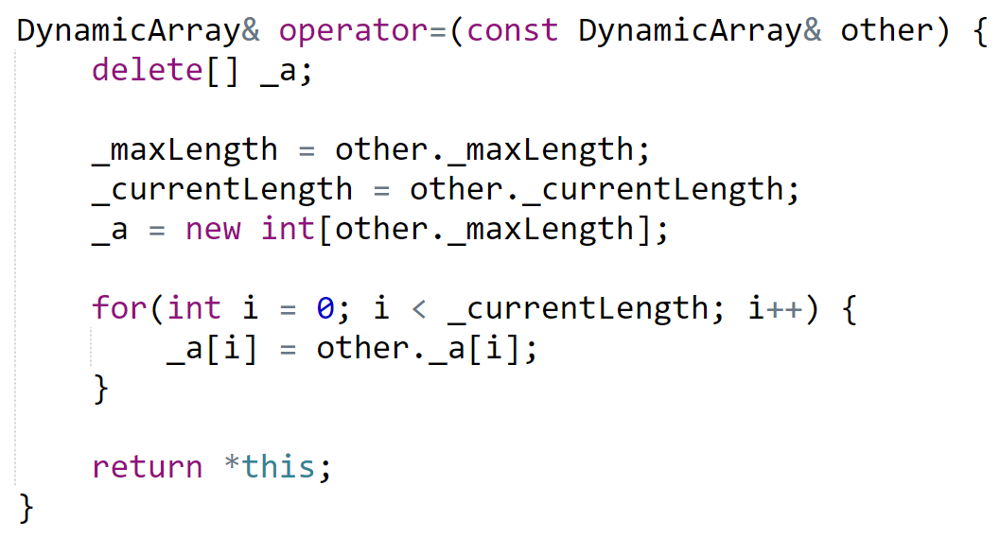 DynamicArray& operator=(const DynamicArray& other) {
    delete[] _a;

    _maxLength = other._maxLength;
    _currentLength = other._currentLength;
    _a = new int[other._maxLength];

    for(int i = 0; i < _currentLength; i++) {
        _a[i] = other._a[i];
    }

    return *this;
}